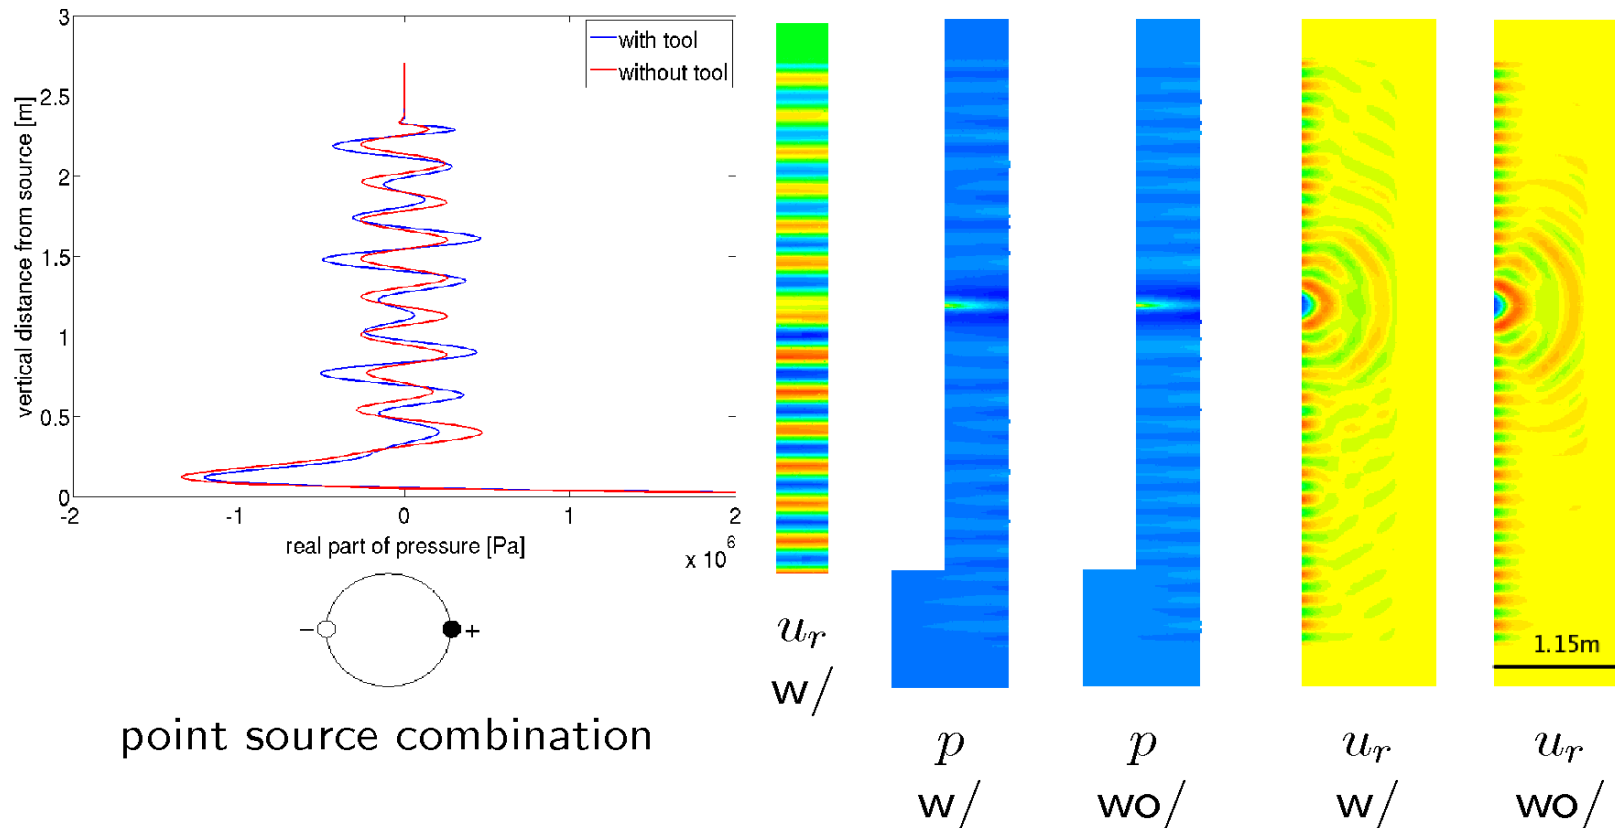 3
2.5
2
1.5
1
0.5
0
vertical distance from source [m]
with tool
without tool
-2 -1 0 1 2
real part of pressure [Pa]
x 10^6
− +
point source combination
u_r
w/
p
w/
p
wo/
u_r
w/
1.15m
u_r
wo/